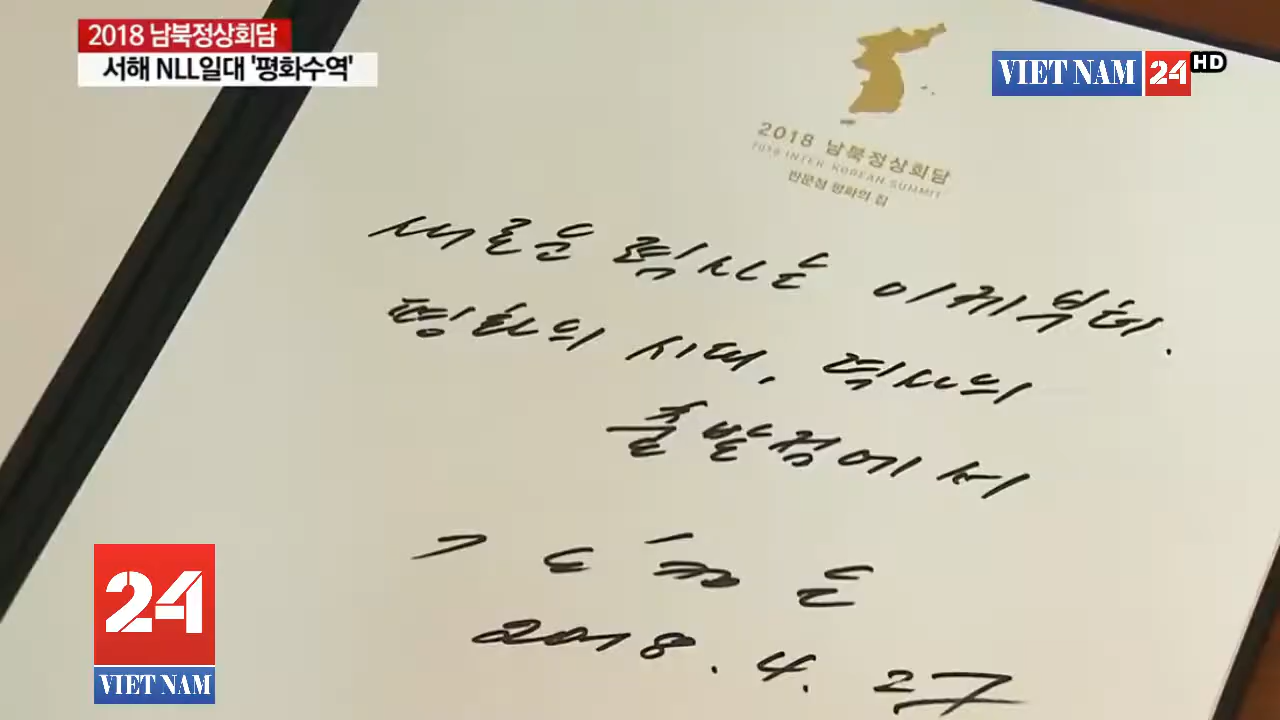 2018 남북정상회담
서해 NLL일대 '평화수역'
VIET NAM 24 HD
2018 남북정상회담
2018 INTER KOREAN SUMMIT
판문점 평화의 집
새로운 력사는 이제부터.
평화의 시대, 력사의
출발점에서
김정은
2018. 4. 27
24
VIET NAM